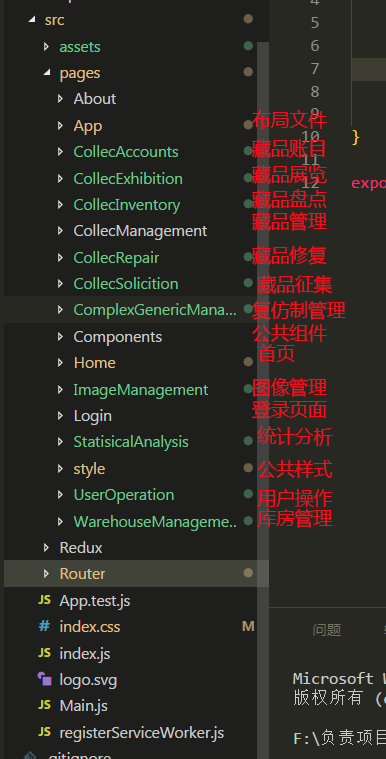 src
assets
pages
About
App 布局文件
CollecAccounts 藏品账目
CollecExhibition 藏品展览
CollecInventory 藏品盘点
CollecManagement 藏品管理
CollecRepair 藏品修复
CollecSolicition 藏品征集
ComplexGenericMana... 复仿制管理
Components 公共组件
Home 首页
ImageManagement 图像管理
Login 登录页面
StatisicalAnalysis 统计分析
style 公共样式
UserOperation 用户操作
WarehouseManageme... 库房管理
Redux
Router
JS App.test.js
# index.css M
JS index.js
logo.svg
JS Main.js
JS registerServiceWorker.js
.gitignore
5
6
7
8
9
10 }
11
12 expo
问题
Microsoft W
版权所有 (c
F:\负责项目